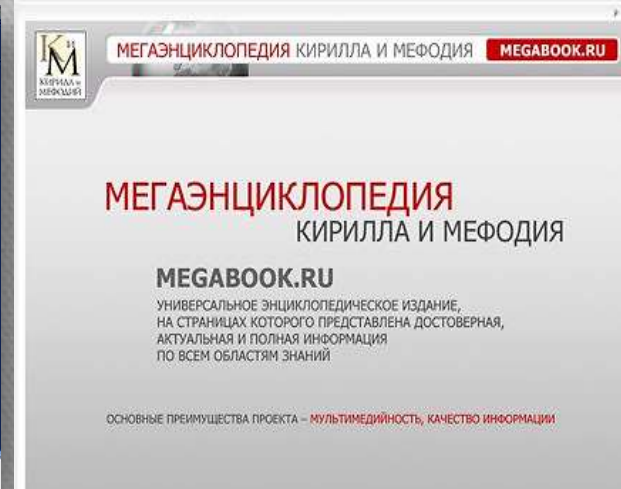 КМ
и
КИРИЛЛ и
МЕФОДИЙ
МЕГАЭНЦИКЛОПЕДИЯ КИРИЛЛА И МЕФОДИЯ MEGABOOK.RU
МЕГАЭНЦИКЛОПЕДИЯ
КИРИЛЛА И МЕФОДИЯ
MEGABOOK.RU
УНИВЕРСАЛЬНОЕ ЭНЦИКЛОПЕДИЧЕСКОЕ ИЗДАНИЕ,
НА СТРАНИЦАХ КОТОРОГО ПРЕДСТАВЛЕНА ДОСТОВЕРНАЯ,
АКТУАЛЬНАЯ И ПОЛНАЯ ИНФОРМАЦИЯ
ПО ВСЕМ ОБЛАСТЯМ ЗНАНИЙ
ОСНОВНЫЕ ПРЕИМУЩЕСТВА ПРОЕКТА – МУЛЬТИМЕДИЙНОСТЬ, КАЧЕСТВО ИНФОРМАЦИИ